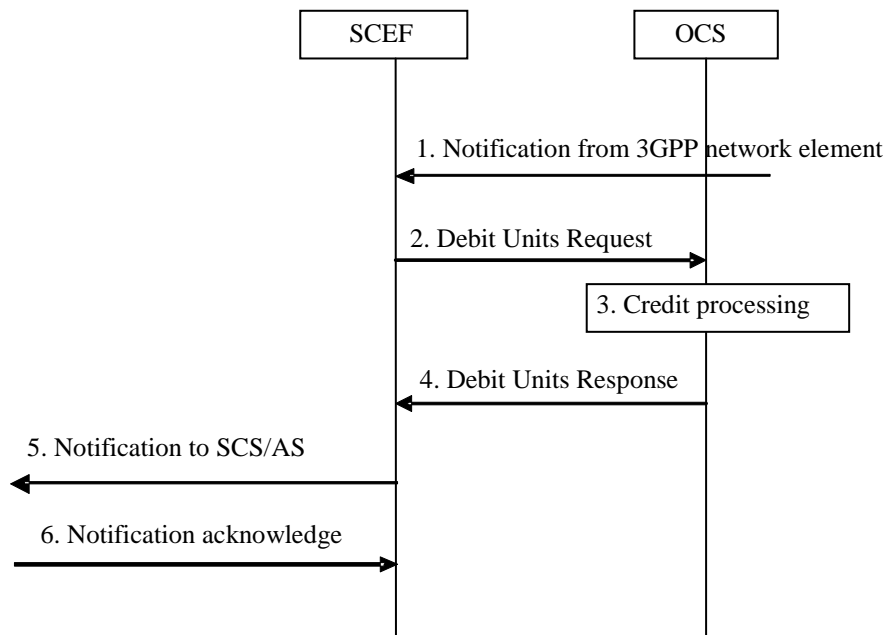 SCEF
OCS
1. Notification from 3GPP network element
2. Debit Units Request
3. Credit processing
4. Debit Units Response
5. Notification to SCS/AS
6. Notification acknowledge